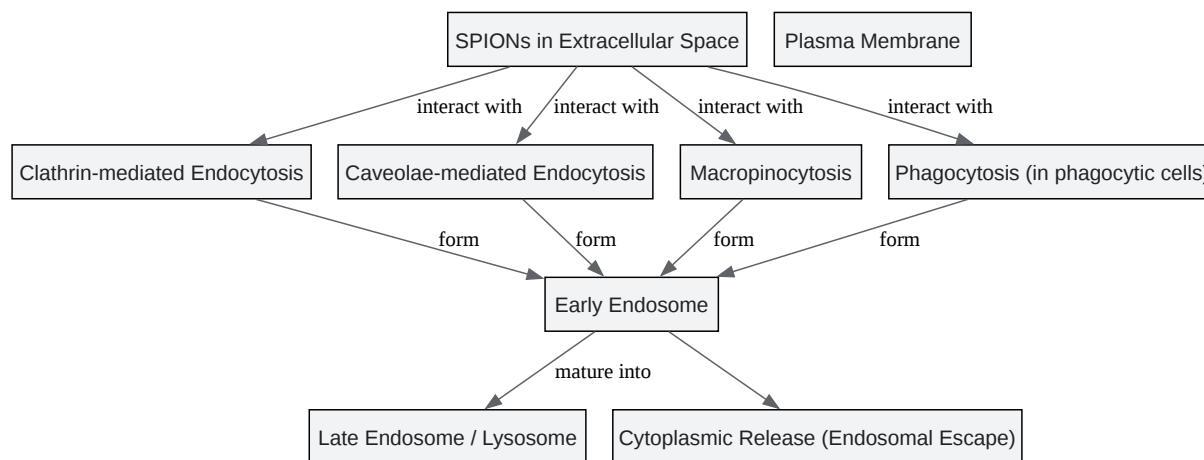 SPIONs in Extracellular Space
Plasma Membrane
interact with
interact with
interact with
interact with
Clathrin-mediated Endocytosis
Caveolae-mediated Endocytosis
Macropinocytosis
Phagocytosis (in phagocytic cells)
form
form
form
form
Early Endosome
mature into
Late Endosome / Lysosome
Cytoplasmic Release (Endosomal Escape)